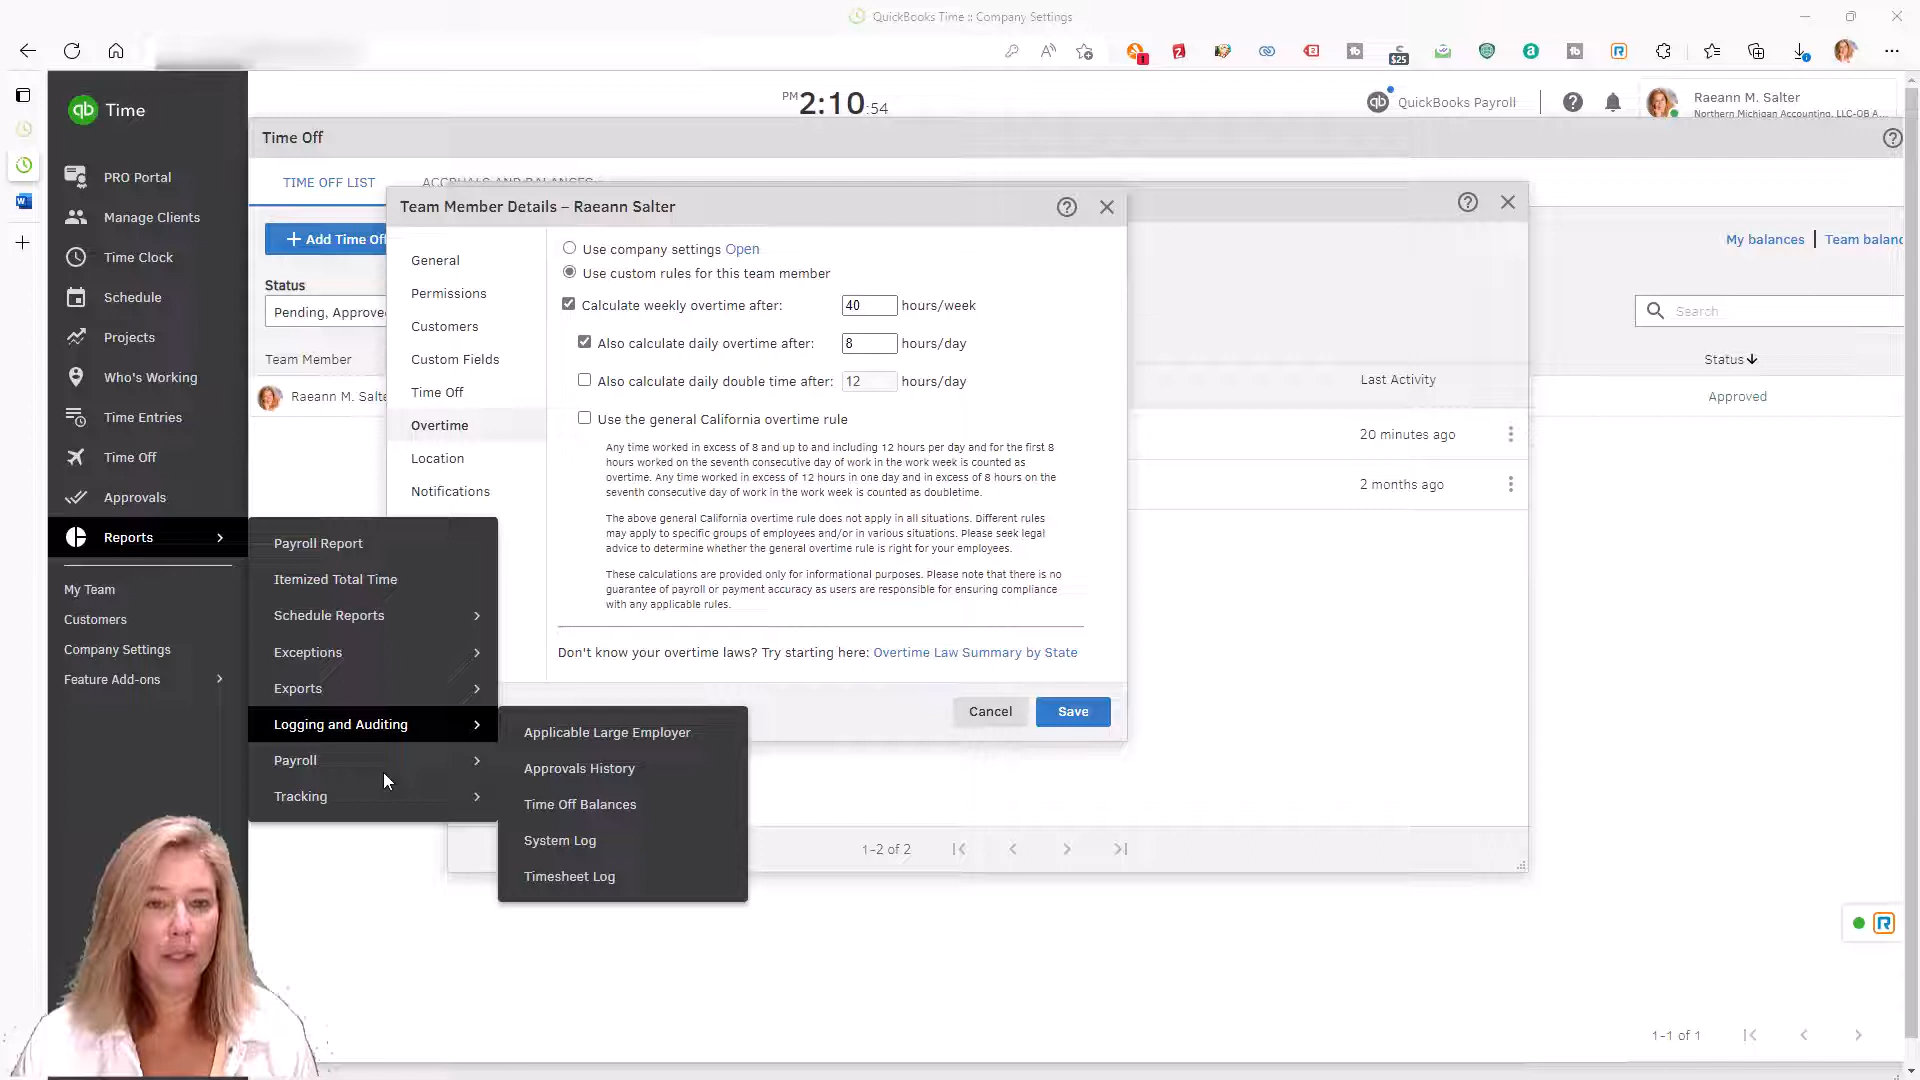 QuickBooks Time :: Company Settings
1
2
$25
qb Time
PM 2:10:54
qb QuickBooks Payroll
Raeann M. Salter
Northern Michigan Accounting, LLC-OB A...
PRO Portal
Manage Clients
Time Clock
Schedule
Projects
Who's Working
Time Entries
Time Off
Approvals
Reports
My Team
Customers
Company Settings
Feature Add-ons
Time Off
TIME OFF LIST
ACCRUALS AND BALANCES
Add Time Off
My balances
Team balanc
Status
Pending, Approve
Search
Team Member
Status
Raeann M. Salte
Approved
Last Activity
20 minutes ago
2 months ago
1-2 of 2
1-1 of 1
Team Member Details – Raeann Salter
General
Permissions
Customers
Custom Fields
Time Off
Overtime
Location
Notifications
Use company settings Open
Use custom rules for this team member
Calculate weekly overtime after: 40 hours/week
Also calculate daily overtime after: 8 hours/day
Also calculate daily double time after: 12 hours/day
Use the general California overtime rule
Any time worked in excess of 8 and up to and including 12 hours per day and for the first 8
hours worked on the seventh consecutive day of work in the work week is counted as
overtime. Any time worked in excess of 12 hours in one day and in excess of 8 hours on the
seventh consecutive day of work in the work week is counted as doubletime.
The above general California overtime rule does not apply in all situations. Different rules
may apply to specific groups of employees and/or in various situations. Please seek legal
advice to determine whether the general overtime rule is right for your employees.
These calculations are provided only for informational purposes. Please note that there is no
guarantee of payroll or payment accuracy as users are responsible for ensuring compliance
with any applicable rules.
Don't know your overtime laws? Try starting here: Overtime Law Summary by State
Cancel
Save
Payroll Report
Itemized Total Time
Schedule Reports
Exceptions
Exports
Logging and Auditing
Payroll
Tracking
Applicable Large Employer
Approvals History
Time Off Balances
System Log
Timesheet Log